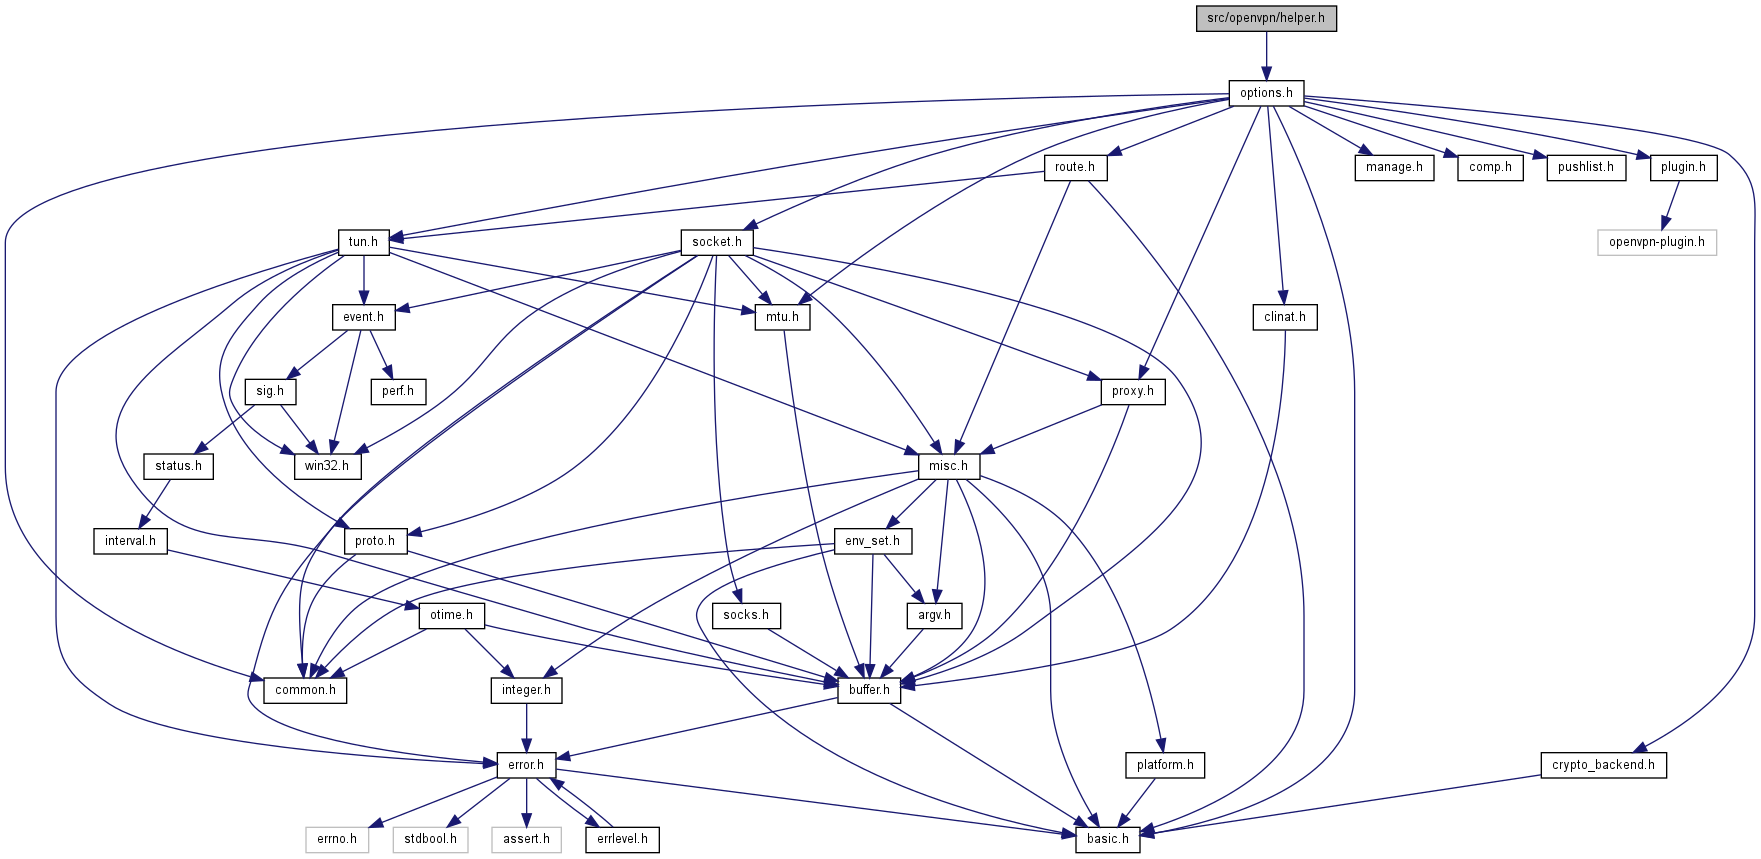 src/openvpn/helper.h
options.h
route.h
manage.h
comp.h
pushlist.h
plugin.h
tun.h
socket.h
openvpn-plugin.h
event.h
mtu.h
clinat.h
sig.h
perf.h
proxy.h
status.h
win32.h
misc.h
interval.h
proto.h
env_set.h
otime.h
socks.h
argv.h
common.h
integer.h
buffer.h
error.h
platform.h
crypto_backend.h
errno.h
stdbool.h
assert.h
errlevel.h
basic.h